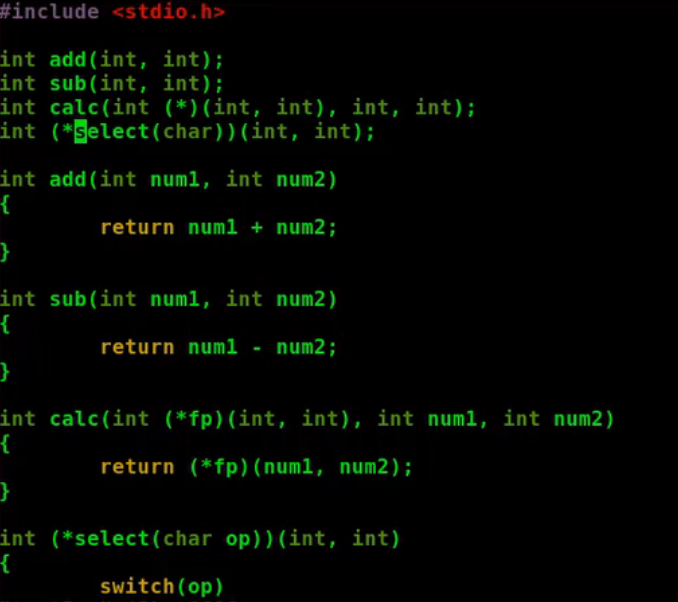 #include <stdio.h>
int add(int, int);
int sub(int, int);
int calc(int (*)(int, int), int, int);
int (*select(char))(int, int);
int add(int num1, int num2)
{
return num1 + num2;
}
int sub(int num1, int num2)
{
return num1 - num2;
}
int calc(int (*fp)(int, int), int num1, int num2)
{
return (*fp)(num1, num2);
}
int (*select(char op))(int, int)
{
switch(op)